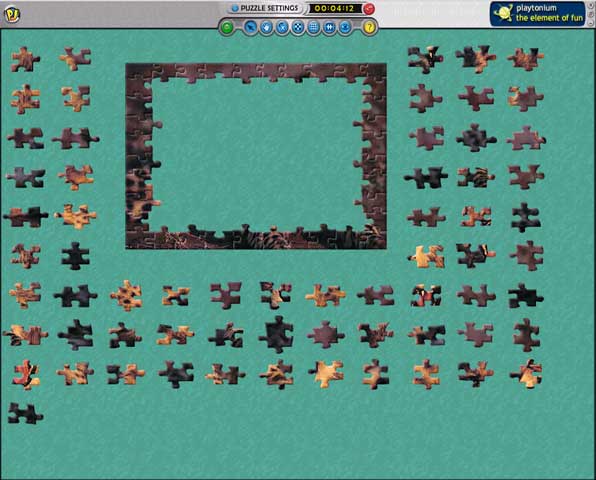 PUZZLE SETTINGS
00:04:12
playtonium
the element of fun
?